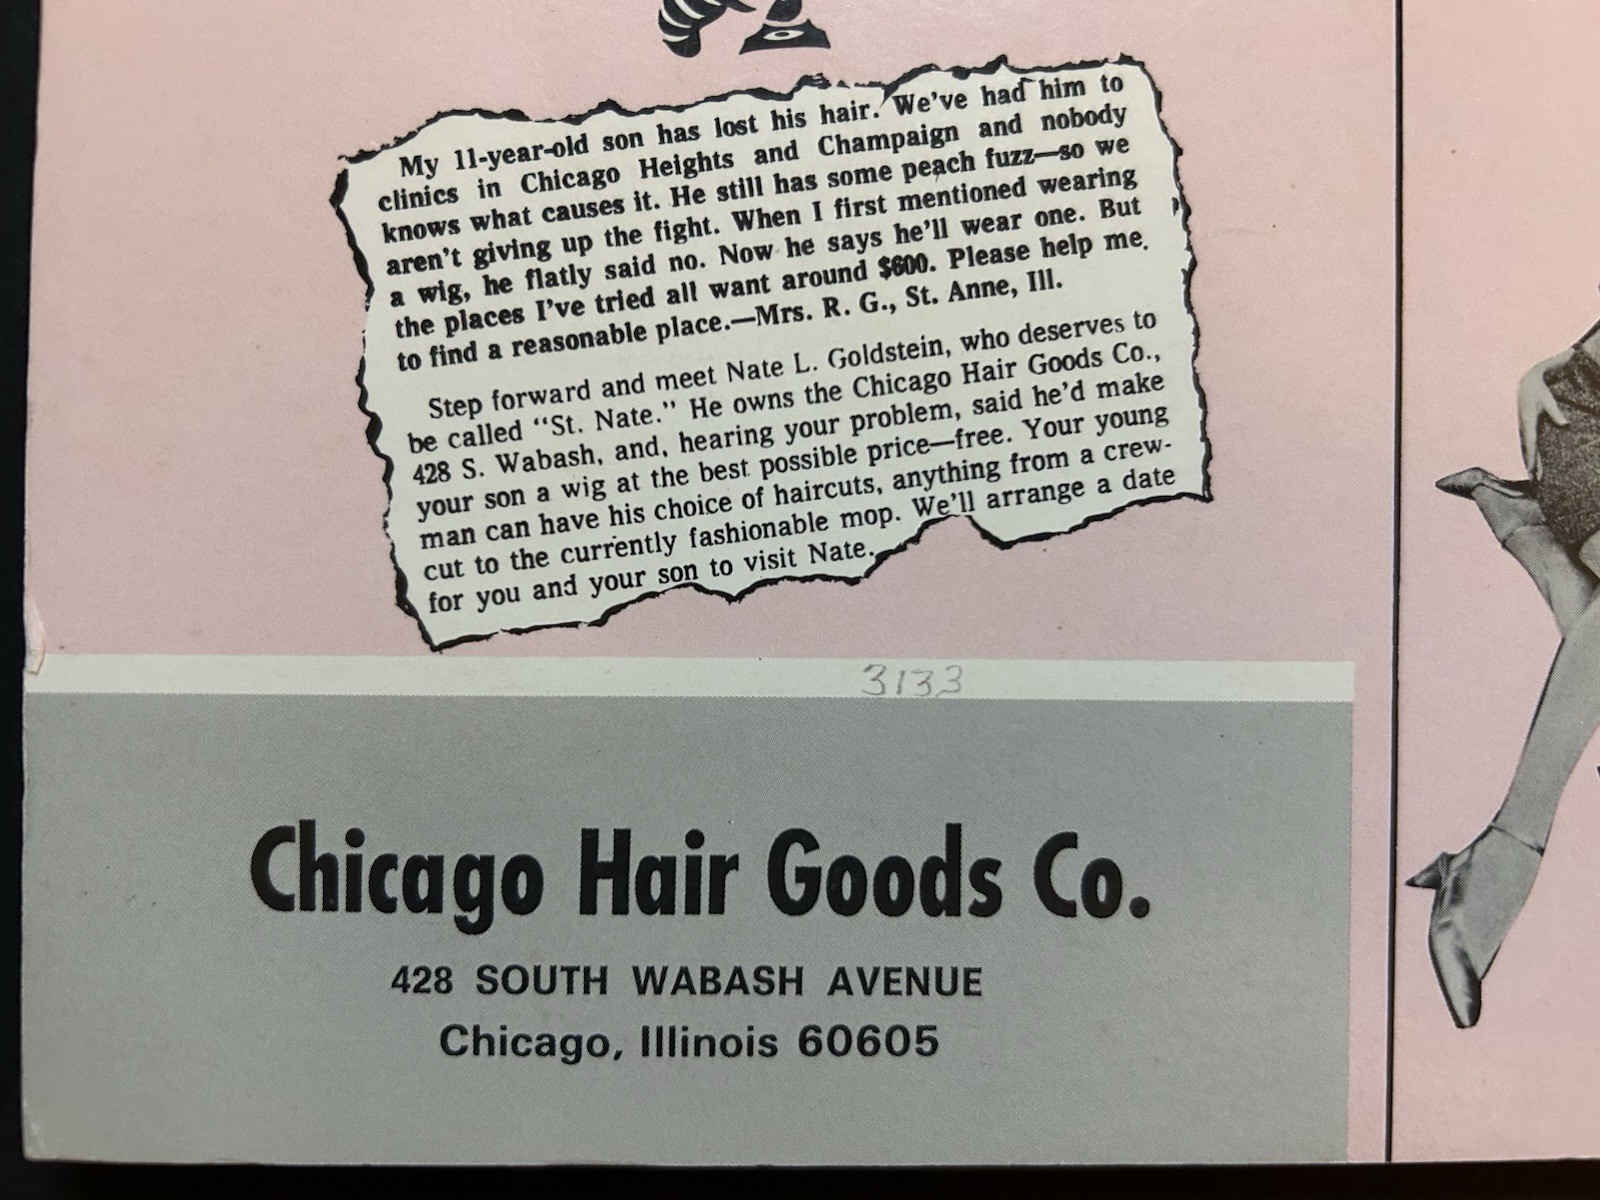 My 11-year-old son has lost his hair. We've had him to
clinics in Chicago Heights and Champaign and nobody
knows what causes it. He still has some peach fuzz—so we
aren't giving up the fight. When I first mentioned wearing
a wig, he flatly said no. Now he says he'll wear one. But
the places I've tried all want around $600. Please help me
to find a reasonable place.—Mrs. R. G., St. Anne, Ill.
Step forward and meet Nate L. Goldstein, who deserves to
be called “St. Nate.” He owns the Chicago Hair Goods Co.,
428 S. Wabash, and, hearing your problem, said he'd make
your son a wig at the best possible price—free. Your young
man can have his choice of haircuts, anything from a crew-
cut to the currently fashionable mop. We'll arrange a date
for you and your son to visit Nate.
3133
Chicago Hair Goods Co.
428 SOUTH WABASH AVENUE
Chicago, Illinois 60605